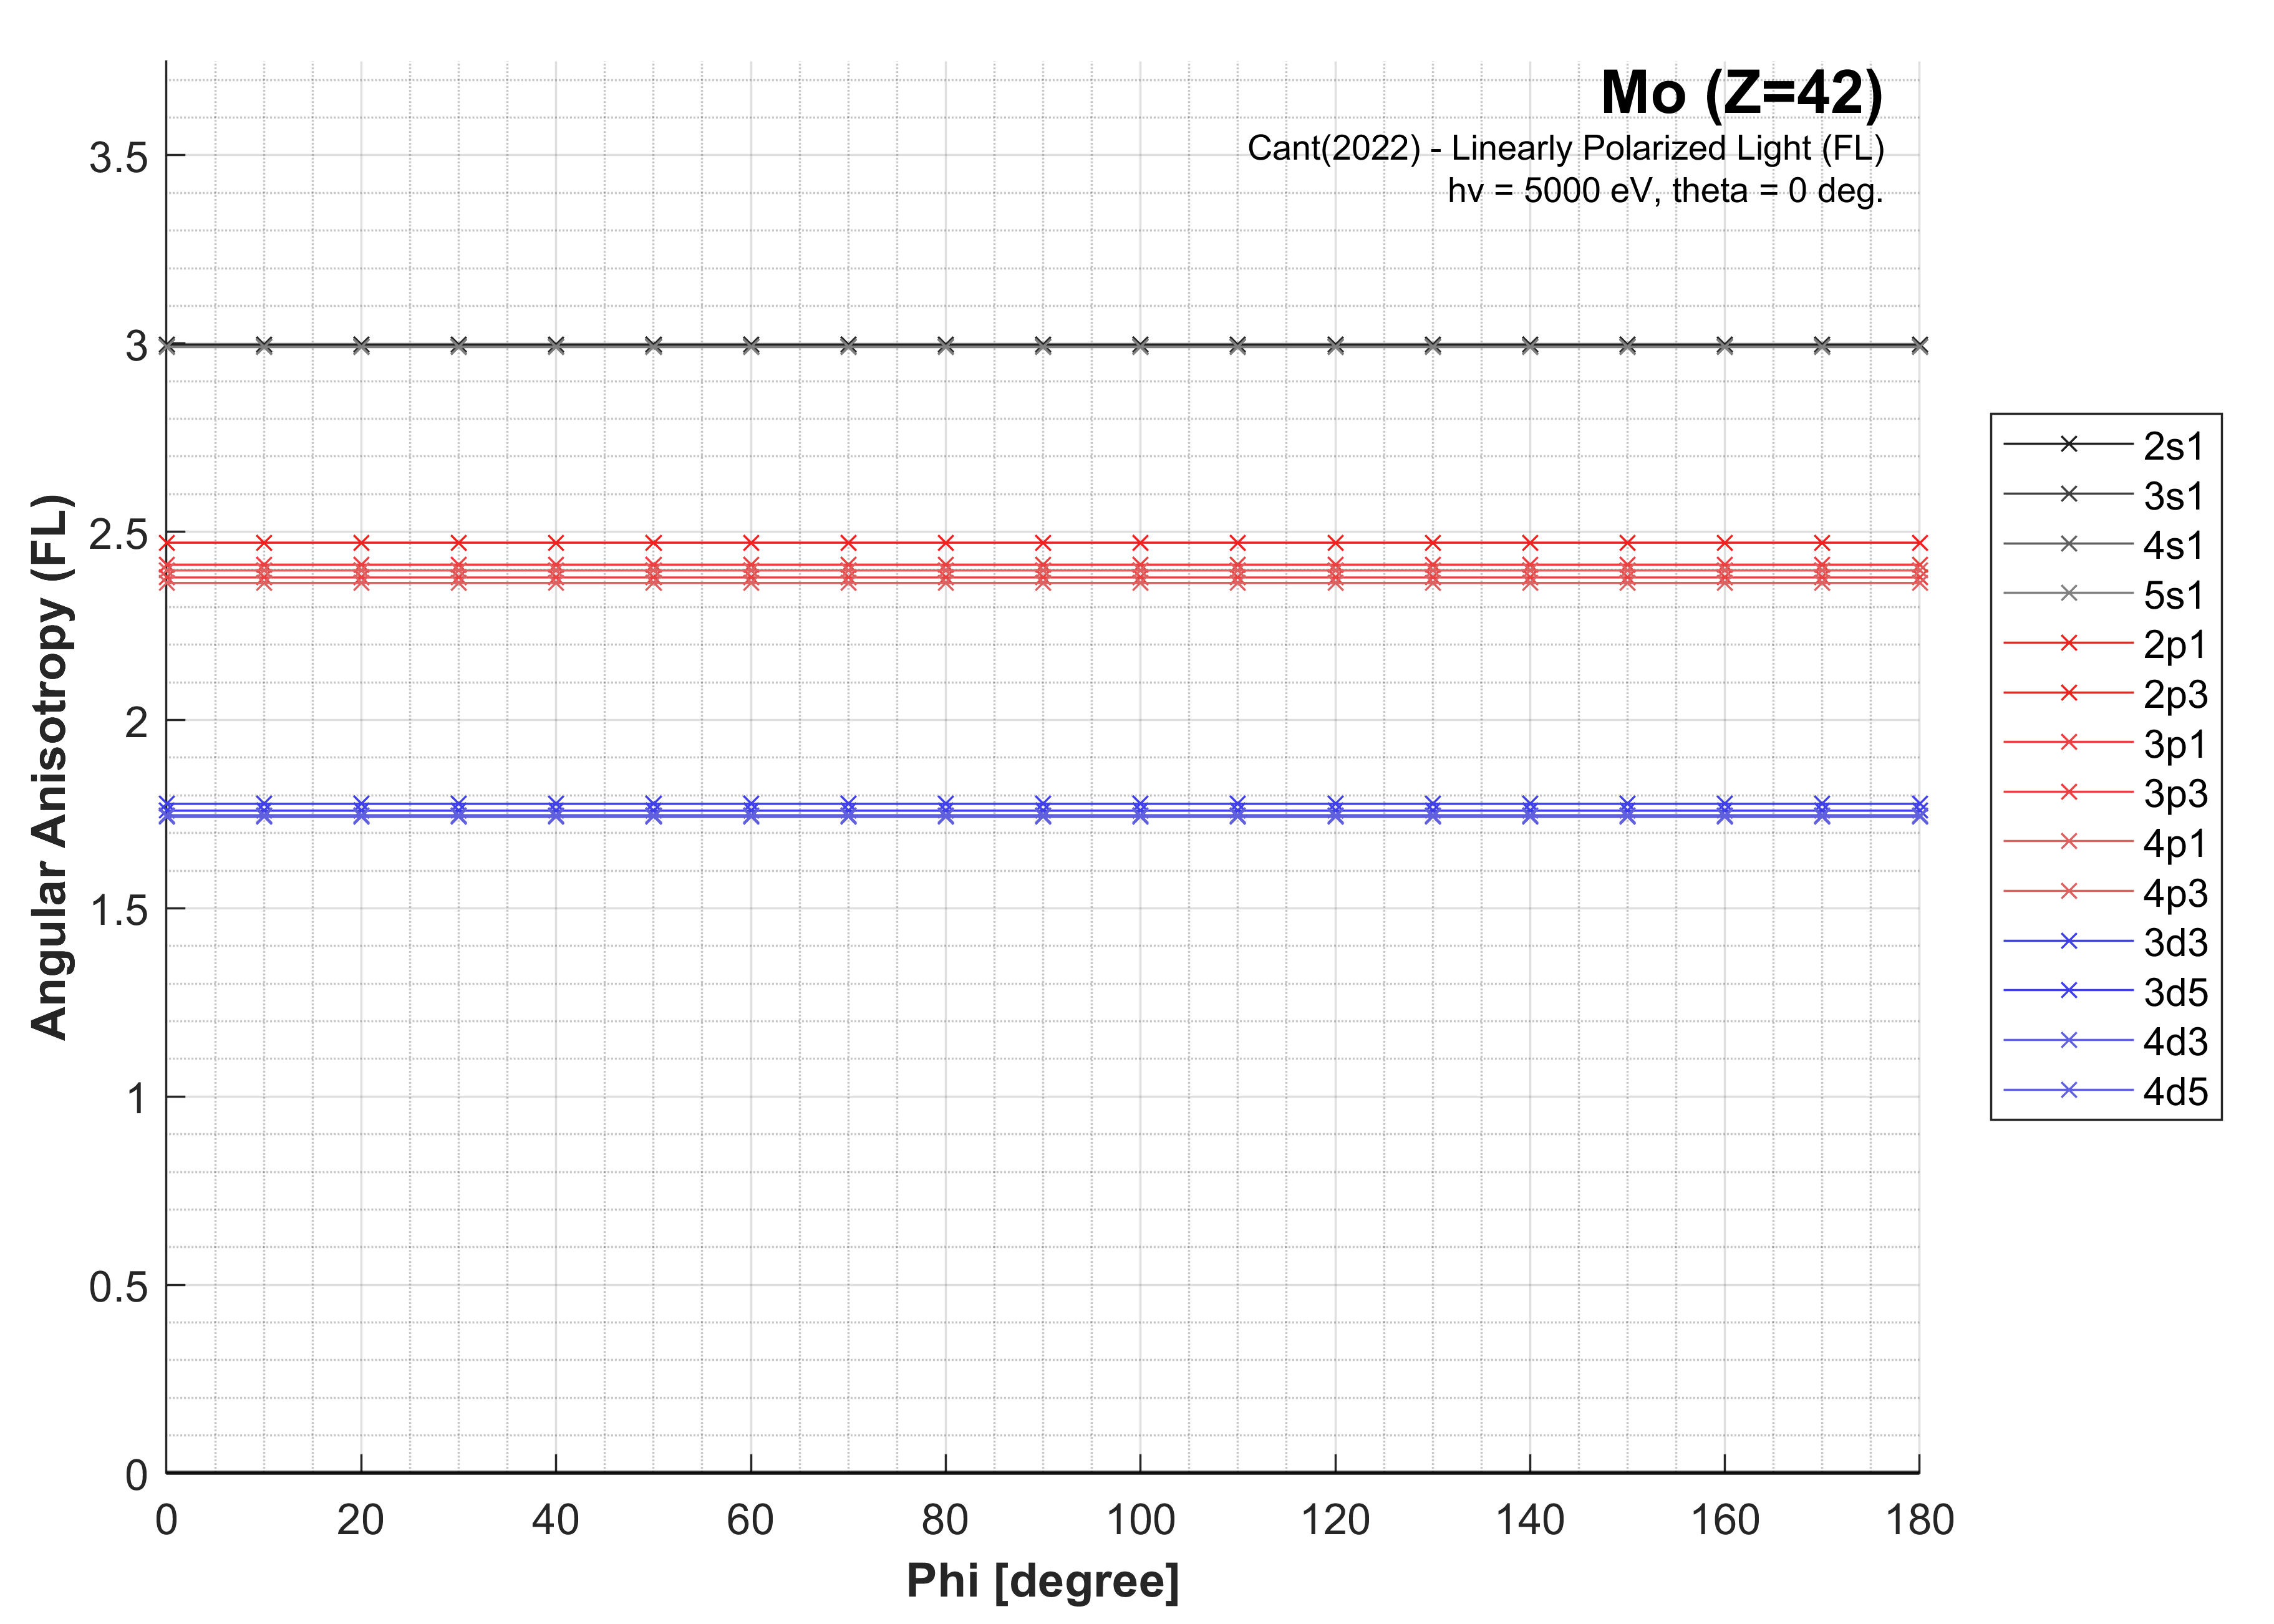 Mo (Z=42)
Cant(2022) - Linearly Polarized Light (FL)
hv = 5000 eV, theta = 0 deg.
Angular Anisotropy (FL)
3.5
3
2.5
2
1.5
1
0.5
0
0 20 40 60 80 100 120 140 160 180
Phi [degree]
2s1
3s1
4s1
5s1
2p1
2p3
3p1
3p3
4p1
4p3
3d3
3d5
4d3
4d5